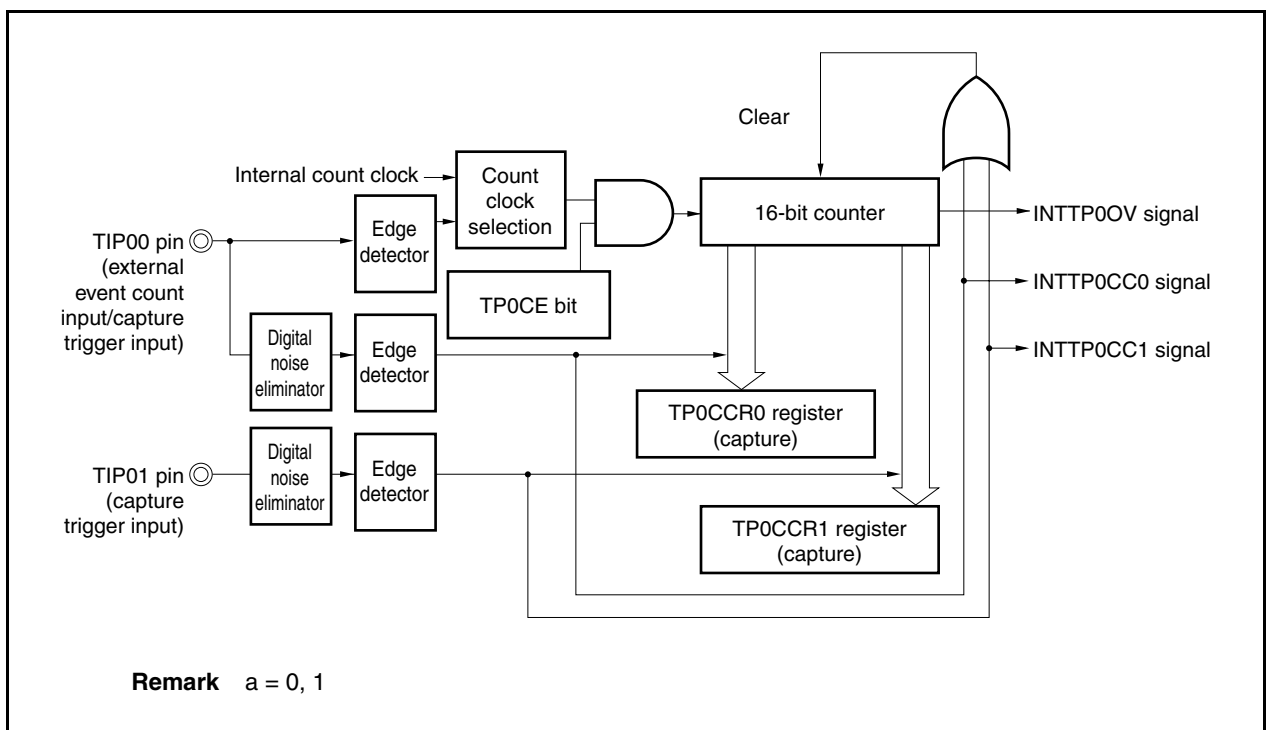 Clear
Internal count clock
Count
clock
selection
16-bit counter
INTTP0OV signal
TIP00 pin
(external
event count
input/capture
trigger input)
Edge
detector
TP0CE bit
INTTP0CC0 signal
Digital
noise
eliminator
Edge
detector
INTTP0CC1 signal
TP0CCR0 register
(capture)
TIP01 pin
(capture
trigger input)
Digital
noise
eliminator
Edge
detector
TP0CCR1 register
(capture)
Remark a = 0, 1